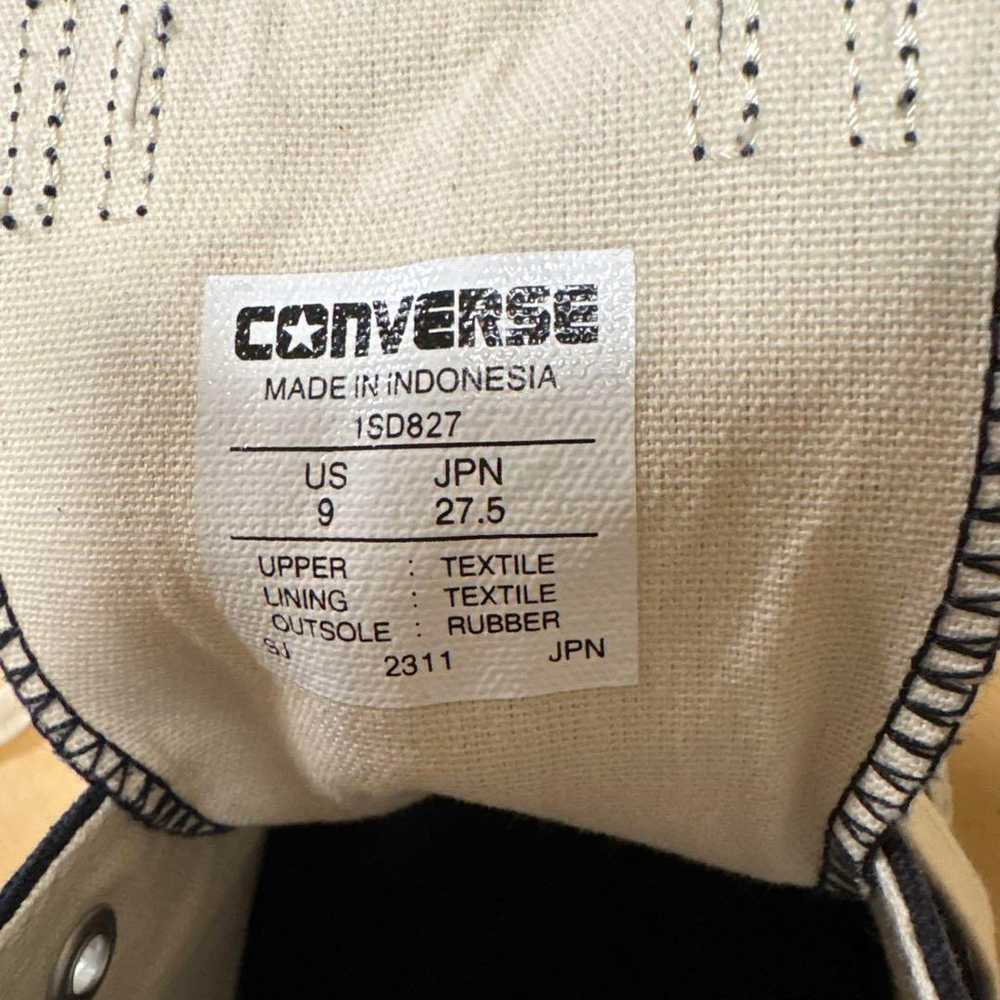 CONVERSE
MADE IN INDONESIA
1SD827
US JPN
9 27.5
UPPER : TEXTILE
LINING : TEXTILE
OUTSOLE : RUBBER
SJ 2311 JPN